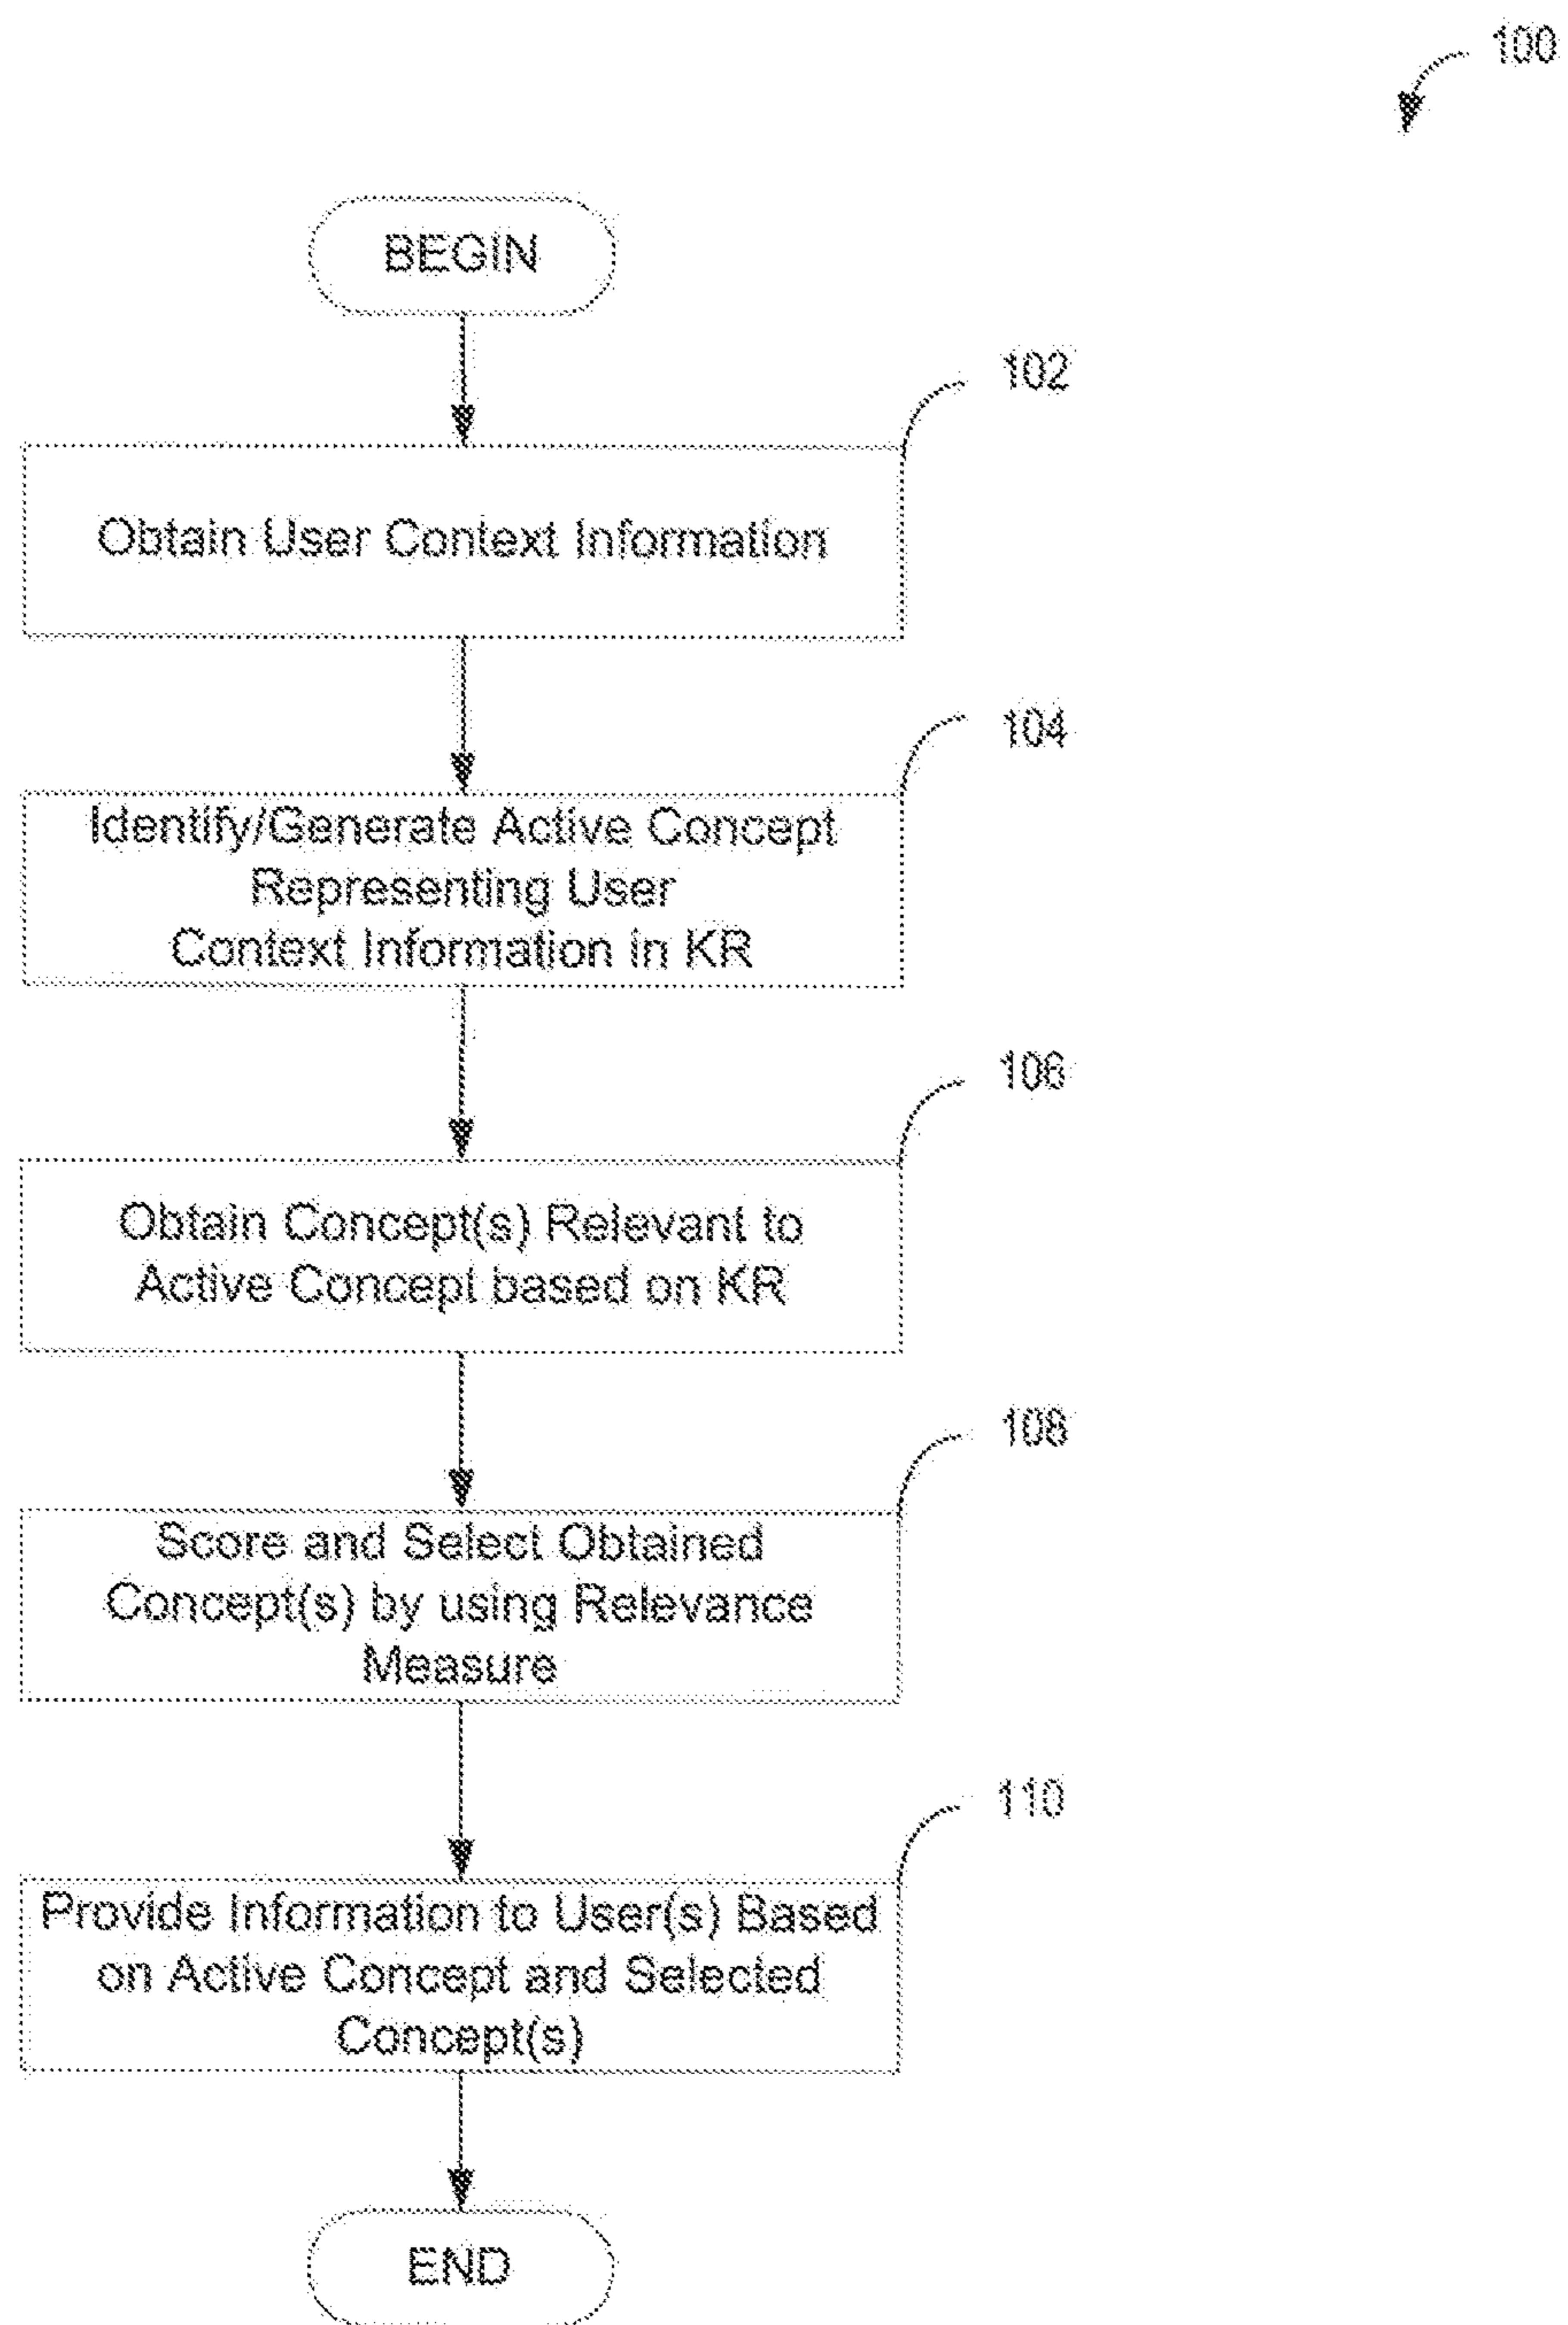 100
BEGIN
102
Obtain User Context Information
104
Identify/Generate Active Concept
Representing User
Context Information in KR
106
Obtain Concept(s) Relevant to
Active Concept based on KR
108
Score and Select Obtained
Concept(s) by using Relevance
Measure
110
Provide Information to User(s) Based
on Active Concept and Selected
Concept(s)
END